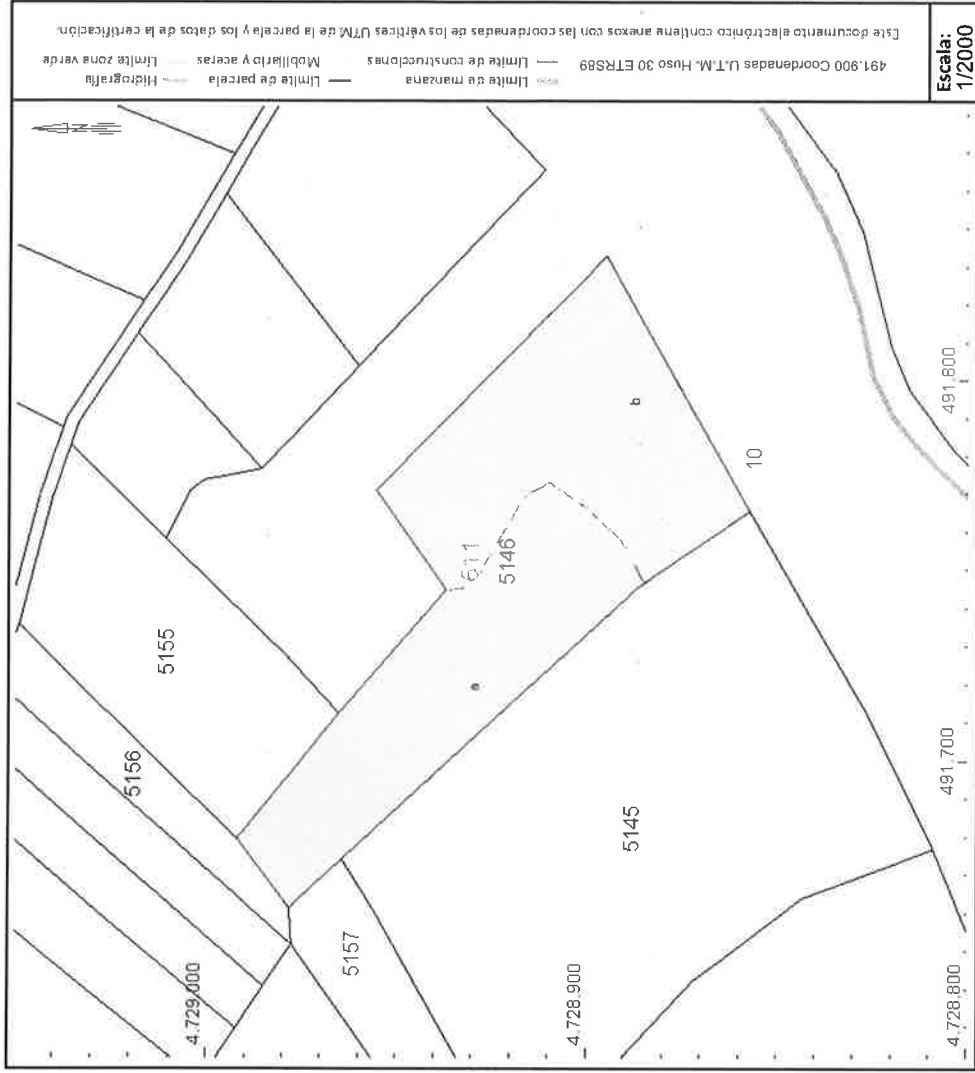 5156
5155
5157
511
5146
a
b
5145
10
4.729.000
4.728.900
4.728.800
491.700
491.800
491.900 Coordenadas U.T.M. Huso 30 ETRS89
Límite de manzana
Límite de construcciones
Límite de parcela
Mobiliario y aceras
Hidrografía
Límite zona verde
Este documento electrónico contiene anexos con las coordenadas de los vértices UTM de la parcela y los datos de la certificación.
Escala:
1/2000